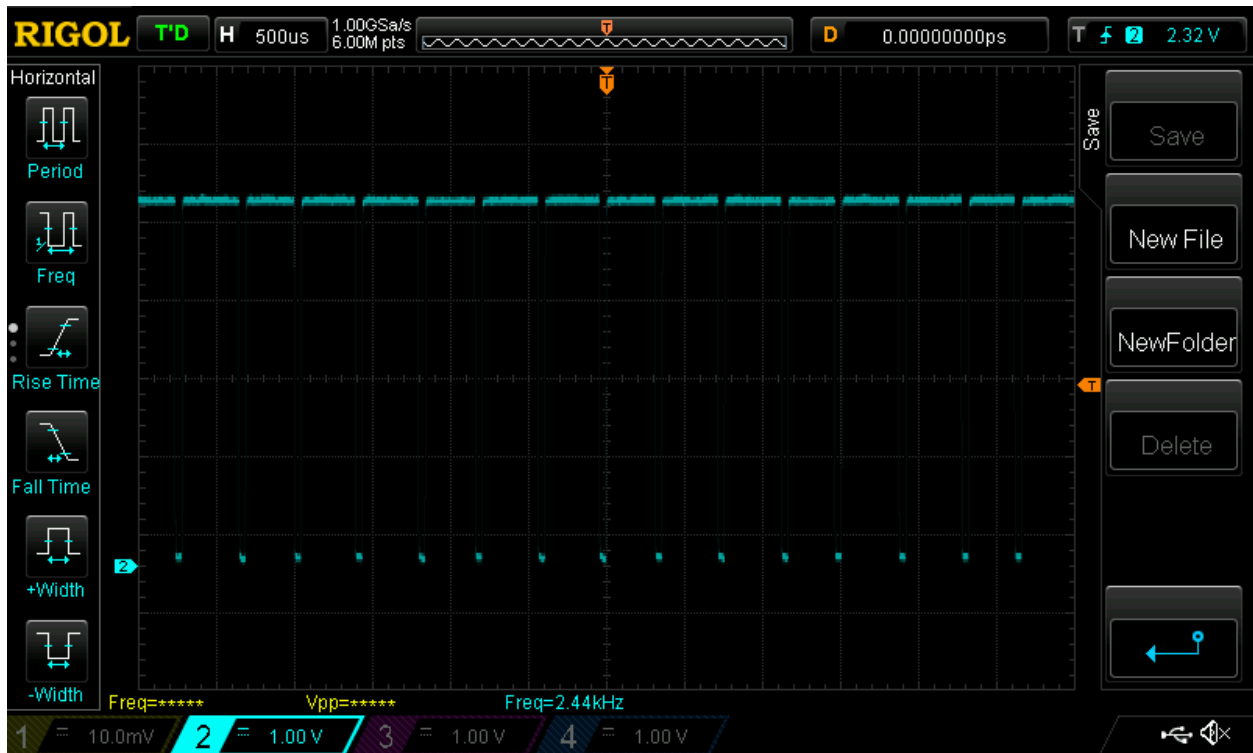 RIGOL T'D H 500us 1.00GSa/s 6.00M pts T D 0.00000000ps T 2 2.32 V
Horizontal
Period
Freq
Rise Time
Fall Time
+Width
-Width
T
T
2
Save
Save
New File
NewFolder
Delete
Freq=***** Vpp=***** Freq=2.44kHz
1 10.0mV 2 1.00 V 3 1.00 V 4 1.00 V